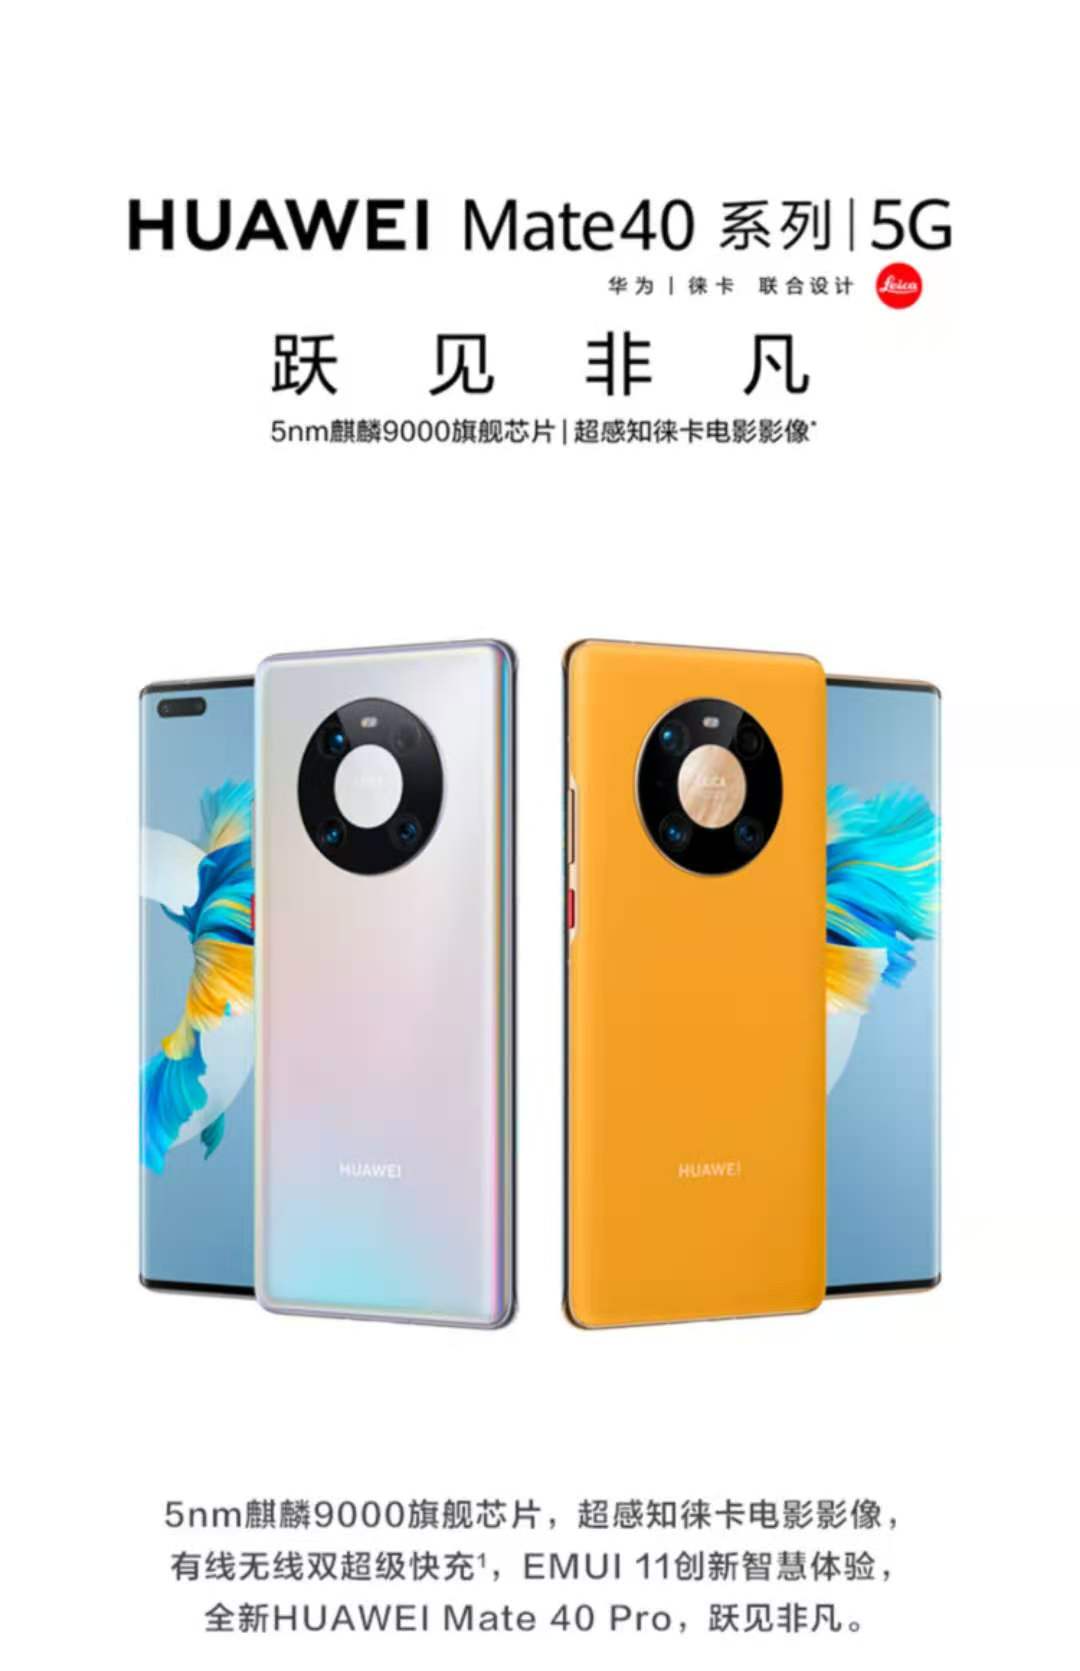 HUAWEI Mate40 系列|5G
华为 | 徕卡 联合设计 Leica
跃见非凡
5nm麒麟9000旗舰芯片|超感知徕卡电影影像*
LEICA
LEICA
HUAWEI
HUAWEI
5nm麒麟9000旗舰芯片，超感知徕卡电影影像，
有线无线双超级快充¹，EMUI 11创新智慧体验，
全新HUAWEI Mate 40 Pro，跃见非凡。